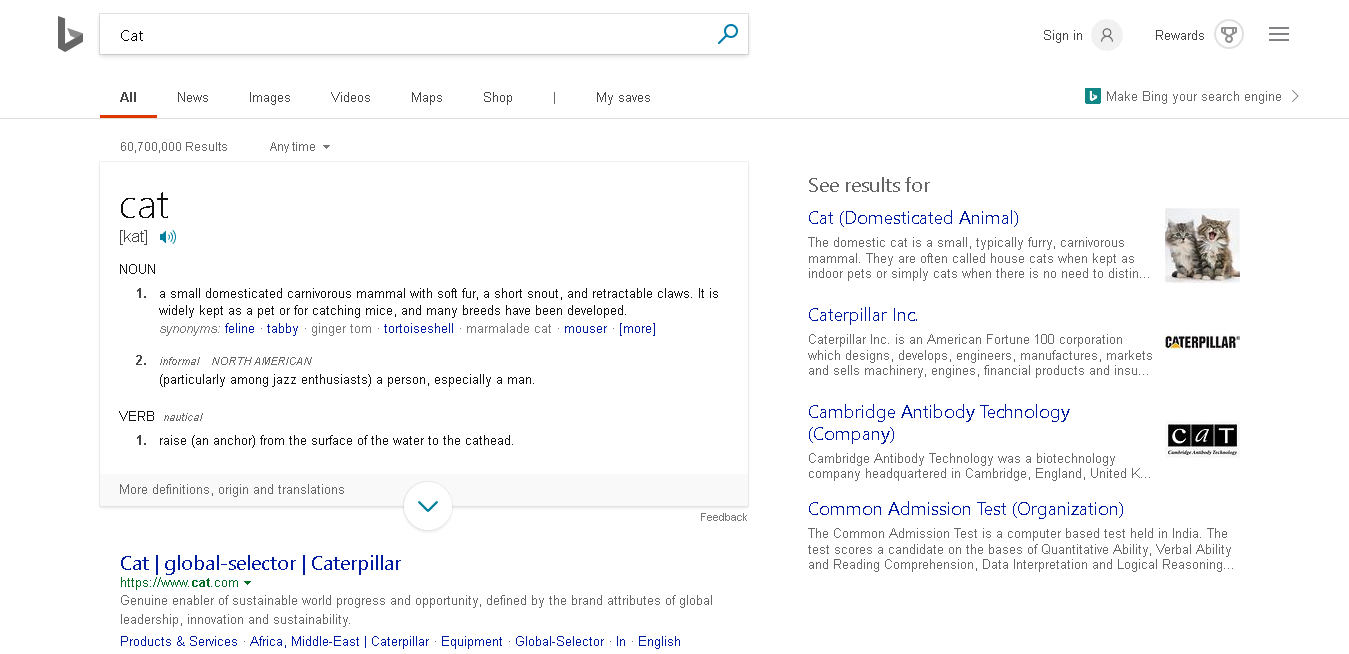 Cat
Sign in
Rewards
All News Images Videos Maps Shop | My saves
Make Bing your search engine
60,700,000 Results Any time
cat
[kat]
NOUN
1. a small domesticated carnivorous mammal with soft fur, a short snout, and retractable claws. It is
widely kept as a pet or for catching mice, and many breeds have been developed.
synonyms: feline · tabby · ginger tom · tortoiseshell · marmalade cat · mouser · [more]
2. informal NORTH AMERICAN
(particularly among jazz enthusiasts) a person, especially a man.
VERB nautical
1. raise (an anchor) from the surface of the water to the cathead.
More definitions, origin and translations
Feedback
Cat | global-selector | Caterpillar
https://www.cat.com
Genuine enabler of sustainable world progress and opportunity, defined by the brand attributes of global
leadership, innovation and sustainability.
Products & Services · Africa, Middle-East | Caterpillar · Equipment · Global-Selector · In · English
See results for
Cat (Domesticated Animal)
The domestic cat is a small, typically furry, carnivorous
mammal. They are often called house cats when kept as
indoor pets or simply cats when there is no need to distin...
Caterpillar Inc.
Caterpillar Inc. is an American Fortune 100 corporation
which designs, develops, engineers, manufactures, markets
and sells machinery, engines, financial products and insu...
CATERPILLAR®
Cambridge Antibody Technology
(Company)
Cambridge Antibody Technology was a biotechnology
company headquartered in Cambridge, England, United K...
CaT
Cambridge Antibody Technology
Common Admission Test (Organization)
The Common Admission Test is a computer based test held in India. The
test scores a candidate on the bases of Quantitative Ability, Verbal Ability
and Reading Comprehension, Data Interpretation and Logical Reasoning...